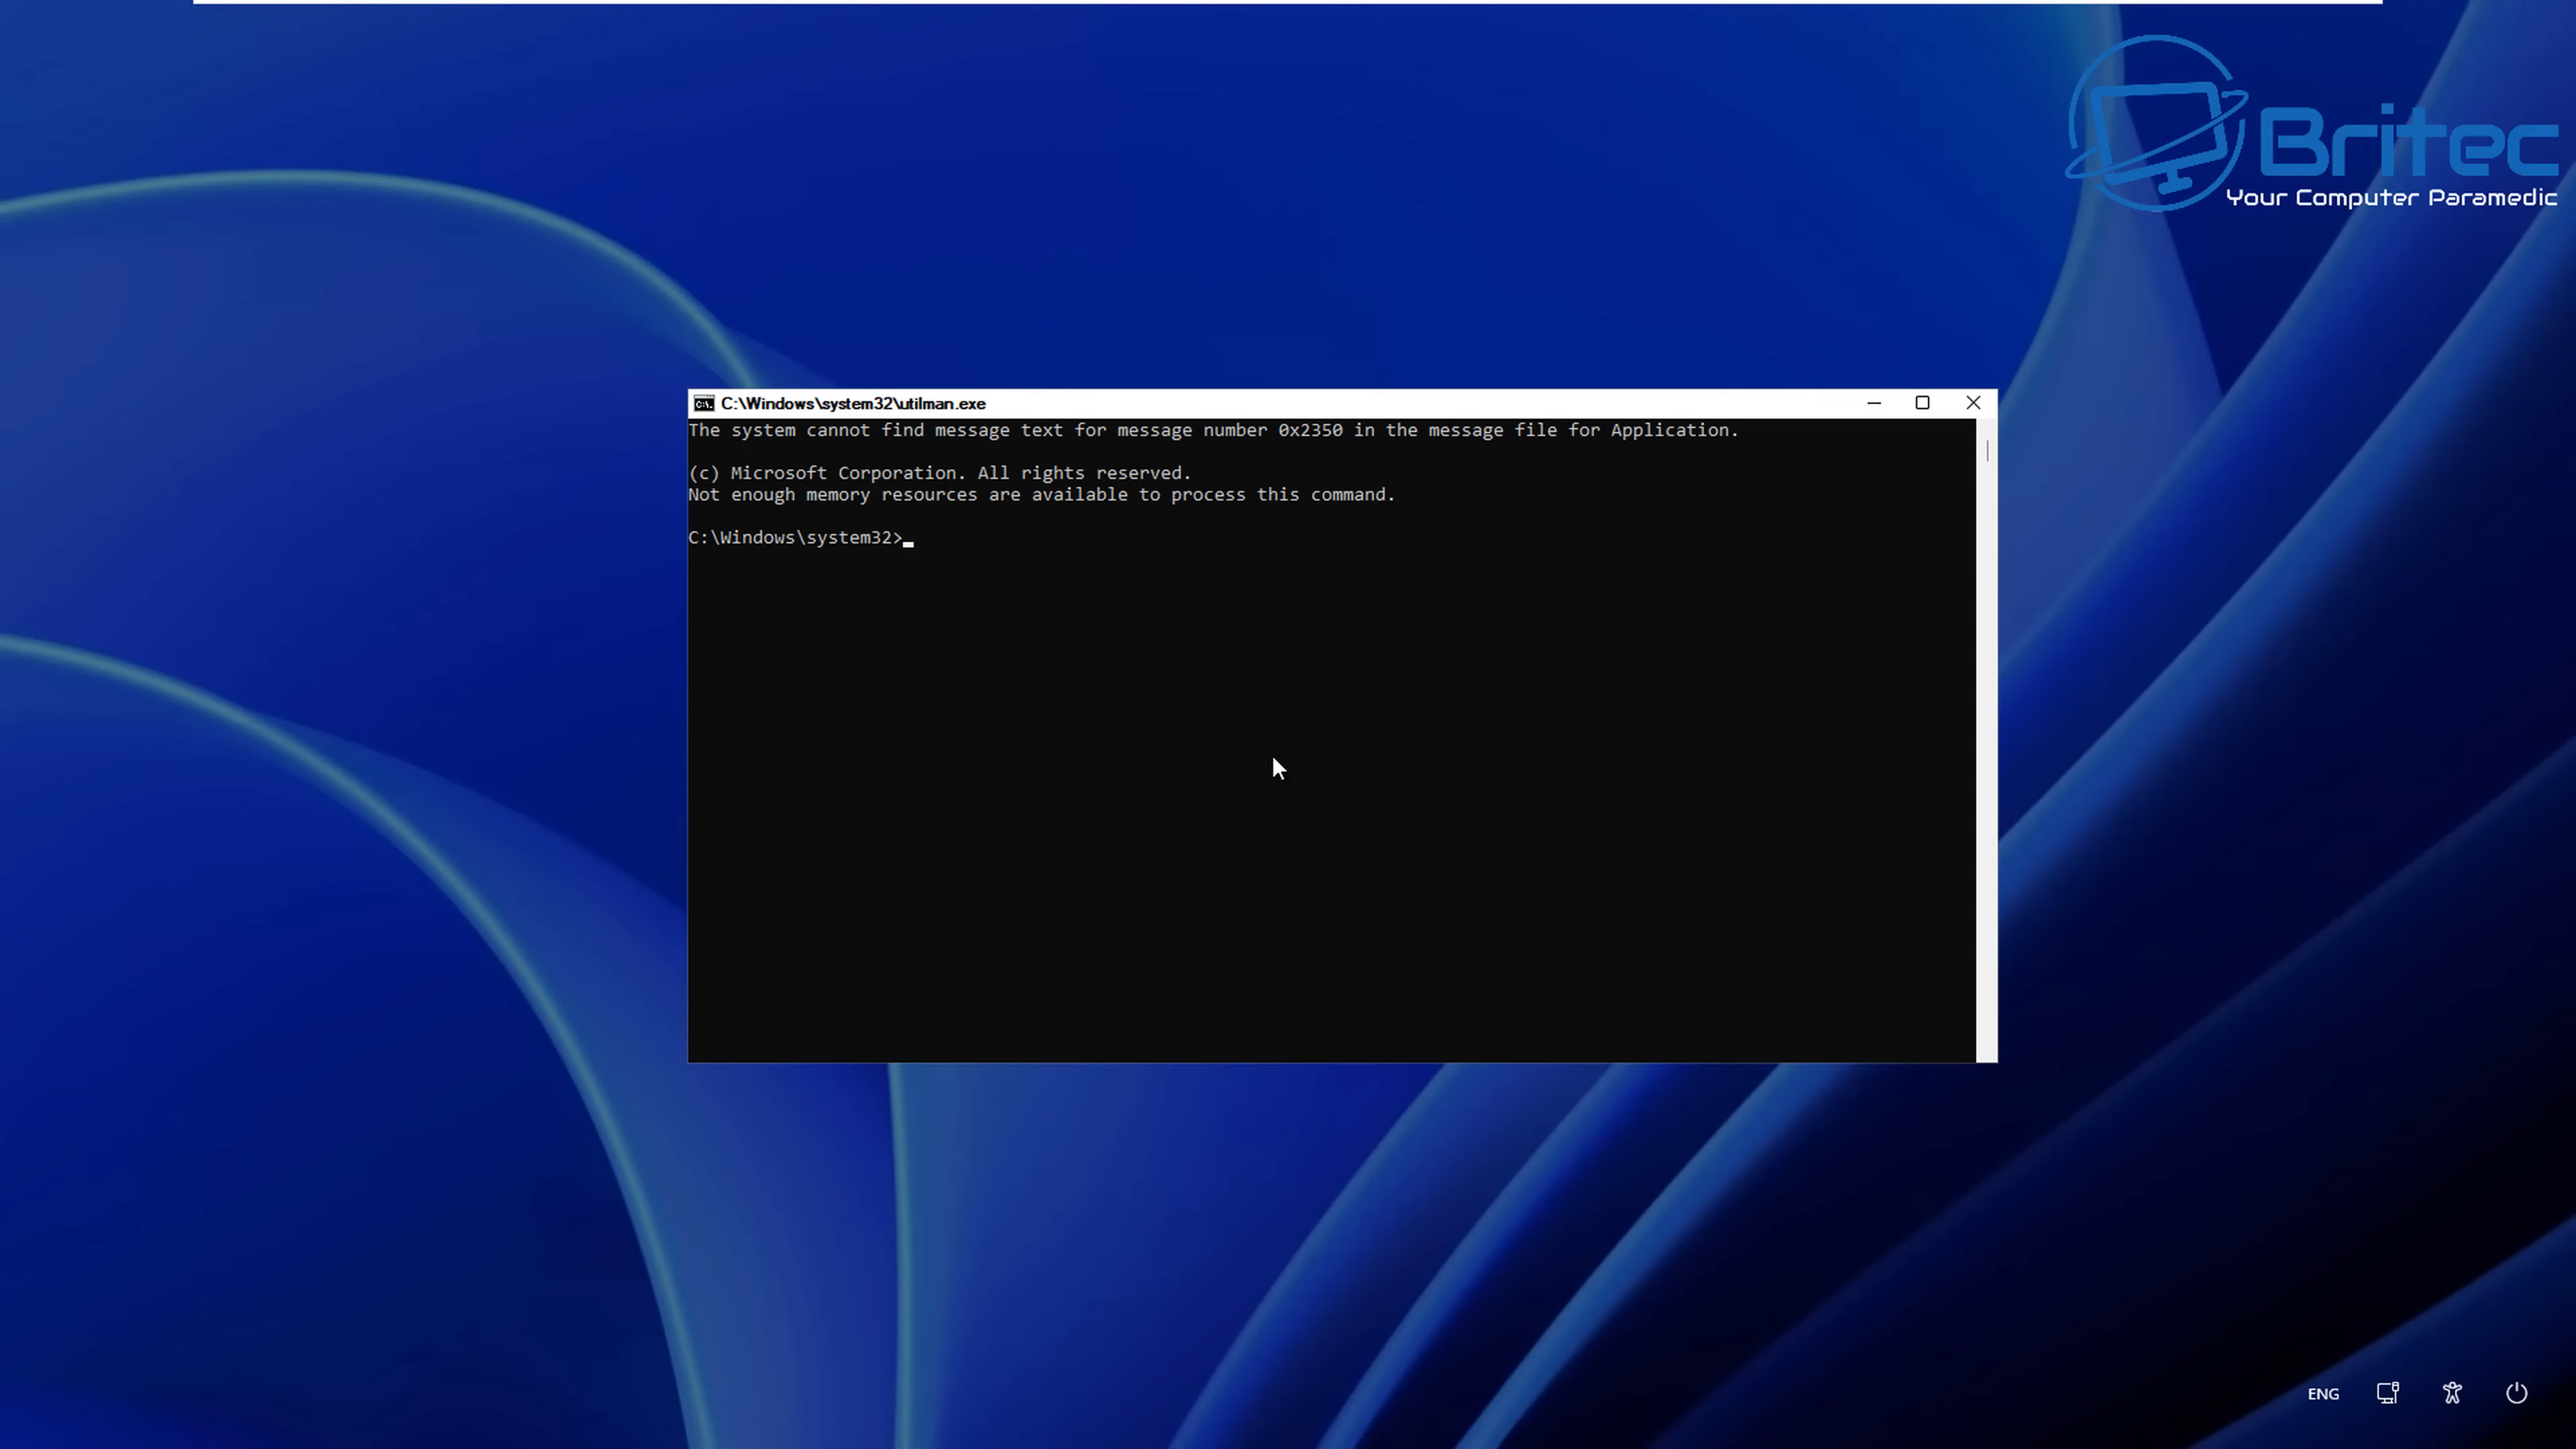 Britec
Your Computer Paramedic
C:\Windows\system32\utilman.exe
The system cannot find message text for message number 0x2350 in the message file for Application.
(c) Microsoft Corporation. All rights reserved.
Not enough memory resources are available to process this command.
C:\Windows\system32>
ENG